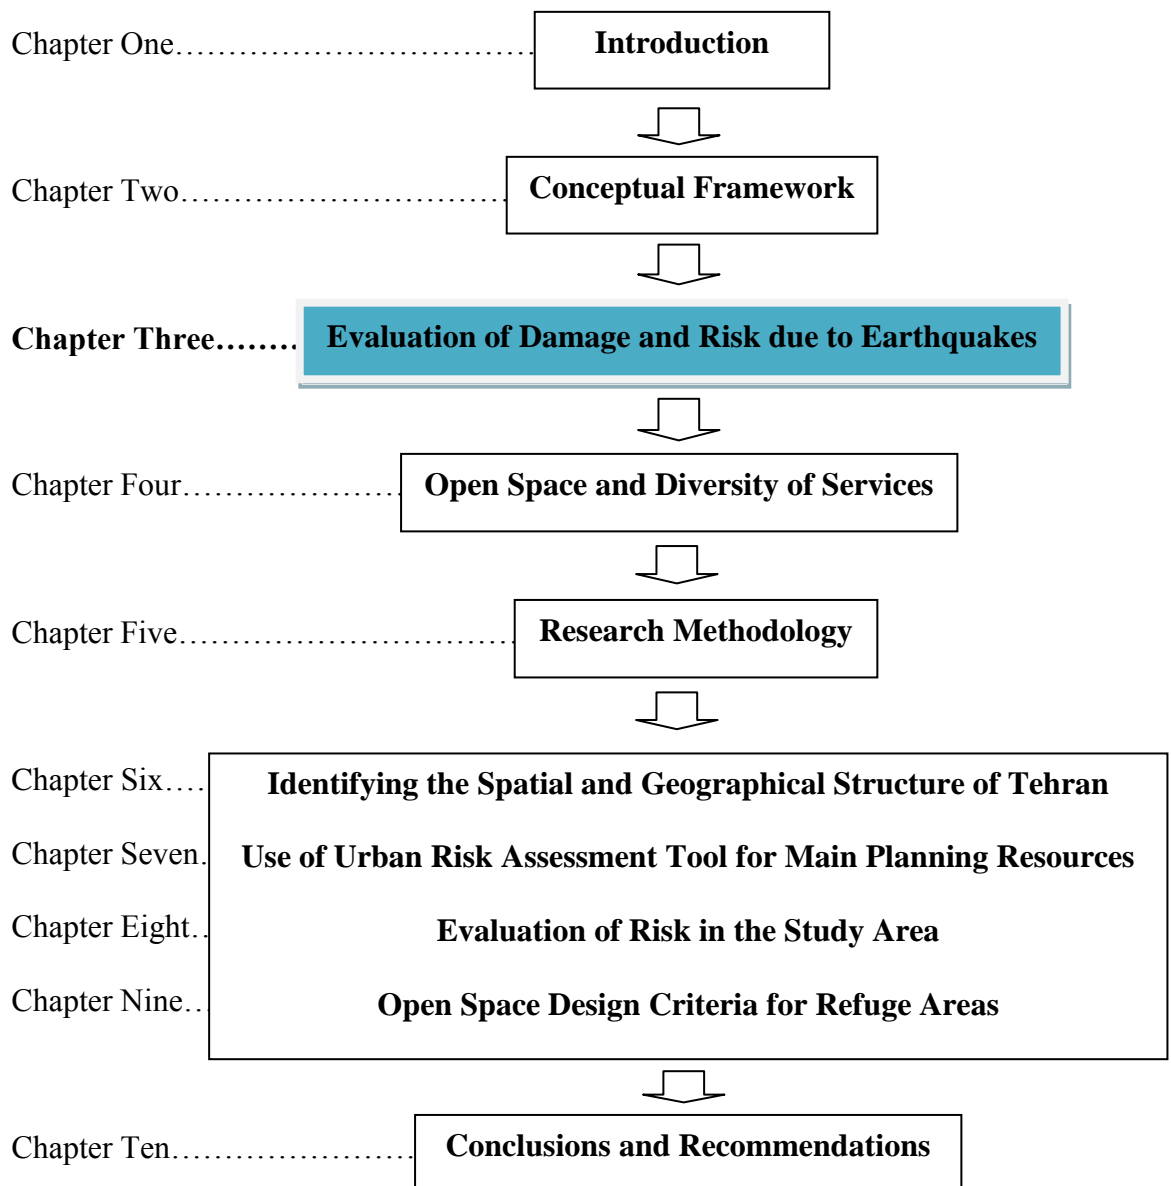 Chapter One……………………………… Introduction
Chapter Two…………………………… Conceptual Framework
Chapter Three…….. Evaluation of Damage and Risk due to Earthquakes
Chapter Four………………… Open Space and Diversity of Services
Chapter Five…………………………… Research Methodology
Chapter Six…. Identifying the Spatial and Geographical Structure of Tehran
Chapter Seven. Use of Urban Risk Assessment Tool for Main Planning Resources
Chapter Eight.. Evaluation of Risk in the Study Area
Chapter Nine… Open Space Design Criteria for Refuge Areas
Chapter Ten…………………… Conclusions and Recommendations